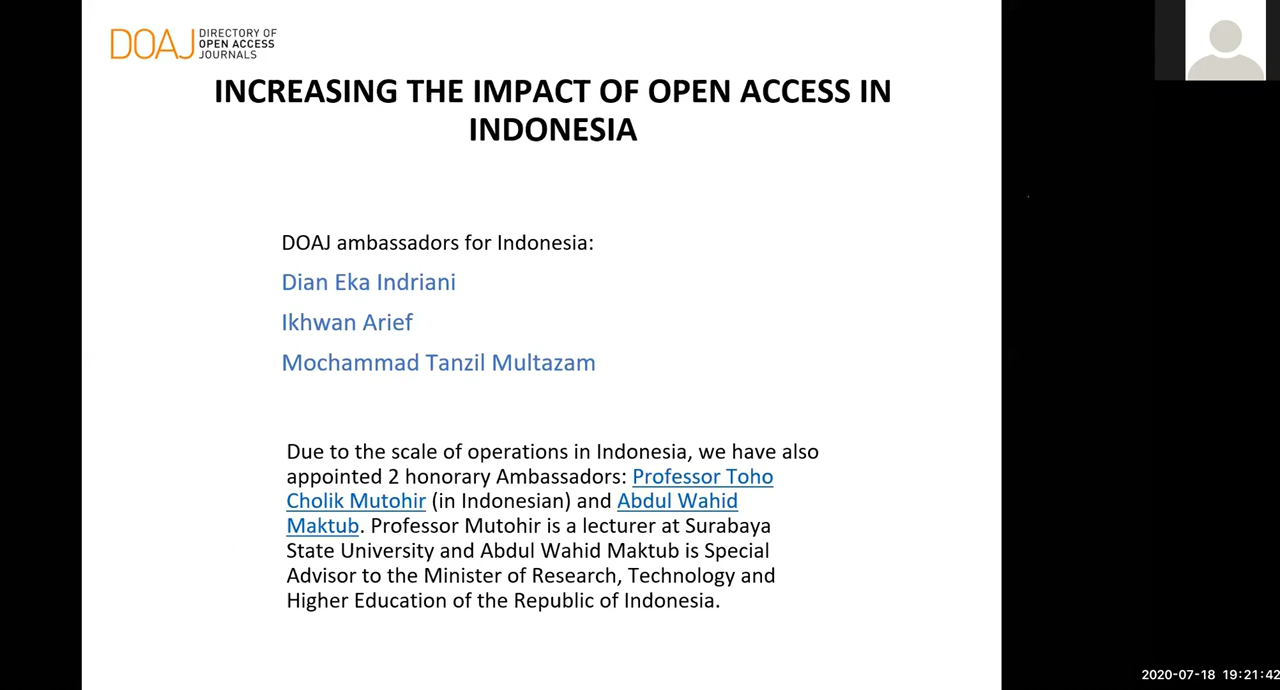 DOAJ DIRECTORY OF
OPEN ACCESS
JOURNALS
INCREASING THE IMPACT OF OPEN ACCESS IN
INDONESIA
DOAJ ambassadors for Indonesia:
Dian Eka Indriani
Ikhwan Arief
Mochammad Tanzil Multazam
Due to the scale of operations in Indonesia, we have also
appointed 2 honorary Ambassadors: Professor Toho
Cholik Mutohir (in Indonesian) and Abdul Wahid
Maktub. Professor Mutohir is a lecturer at Surabaya
State University and Abdul Wahid Maktub is Special
Advisor to the Minister of Research, Technology and
Higher Education of the Republic of Indonesia.
2020-07-18 19:21:42